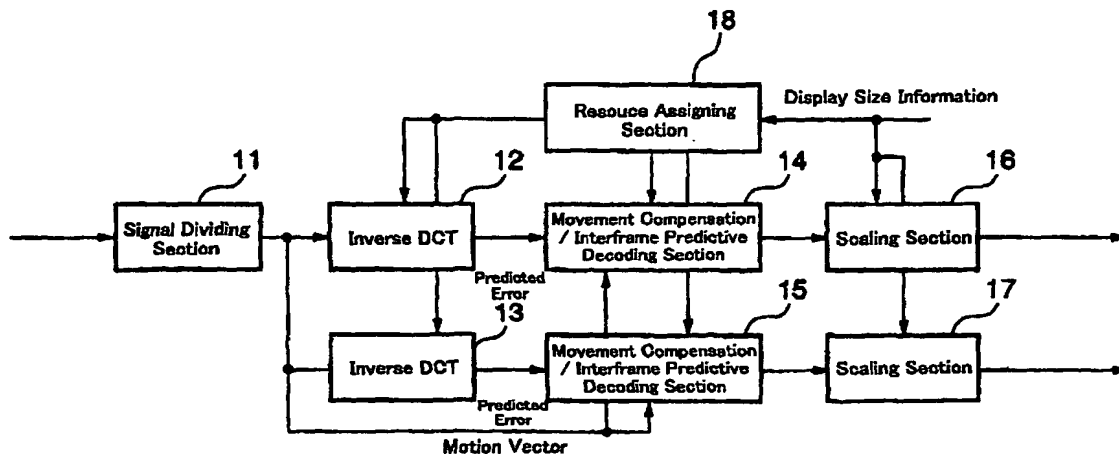 18
Resouce Assigning
Section
Display Size Information
11
12
14
16
Signal Dividing
Section
Inverse DCT
Movement Compensation
/ Interframe Predictive
Decoding Section
Scaling Section
Predicted
Error
13
15
17
Inverse DCT
Movement Compensation
/ Interframe Predictive
Decoding Section
Scaling Section
Predicted
Error
Motion Vector